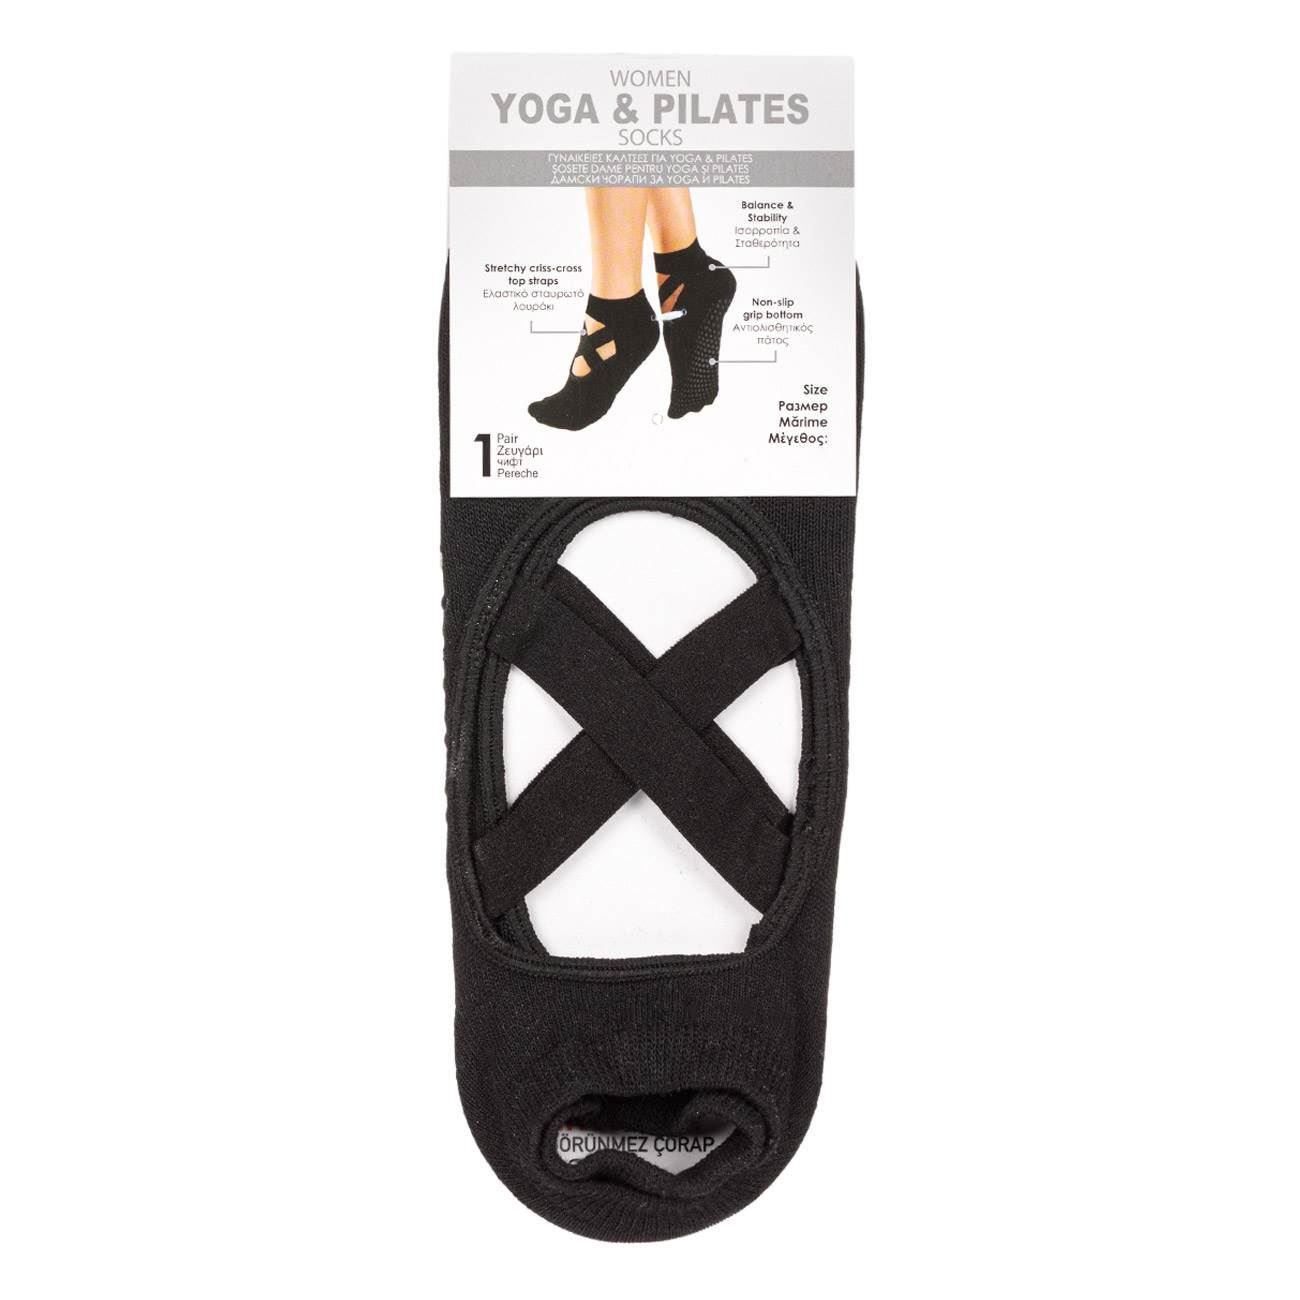 WOMEN
YOGA & PILATES
SOCKS
ΓΥΝΑΙΚΕΙΕΣ ΚΑΛΤΣΕΣ ΓΙΑ YOGA & PILATES
ȘOSETE DAME PENTRU YOGA ȘI PILATES
ДАМСКИ ЧОРАПИ ЗА YOGA И PILATES
Balance &
Stability
Ισορροπία &
Σταθερότητα
Stretchy criss-cross
top straps
Ελαστικό σταυρωτό
λουράκι
Non-slip
grip bottom
Αντιολισθητικός
πάτος
Size
Размер
Mărime
Μέγεθος:
1 Pair
Ζευγάρι
чифт
Pereche
ÖRÜNMEZ ÇORAP